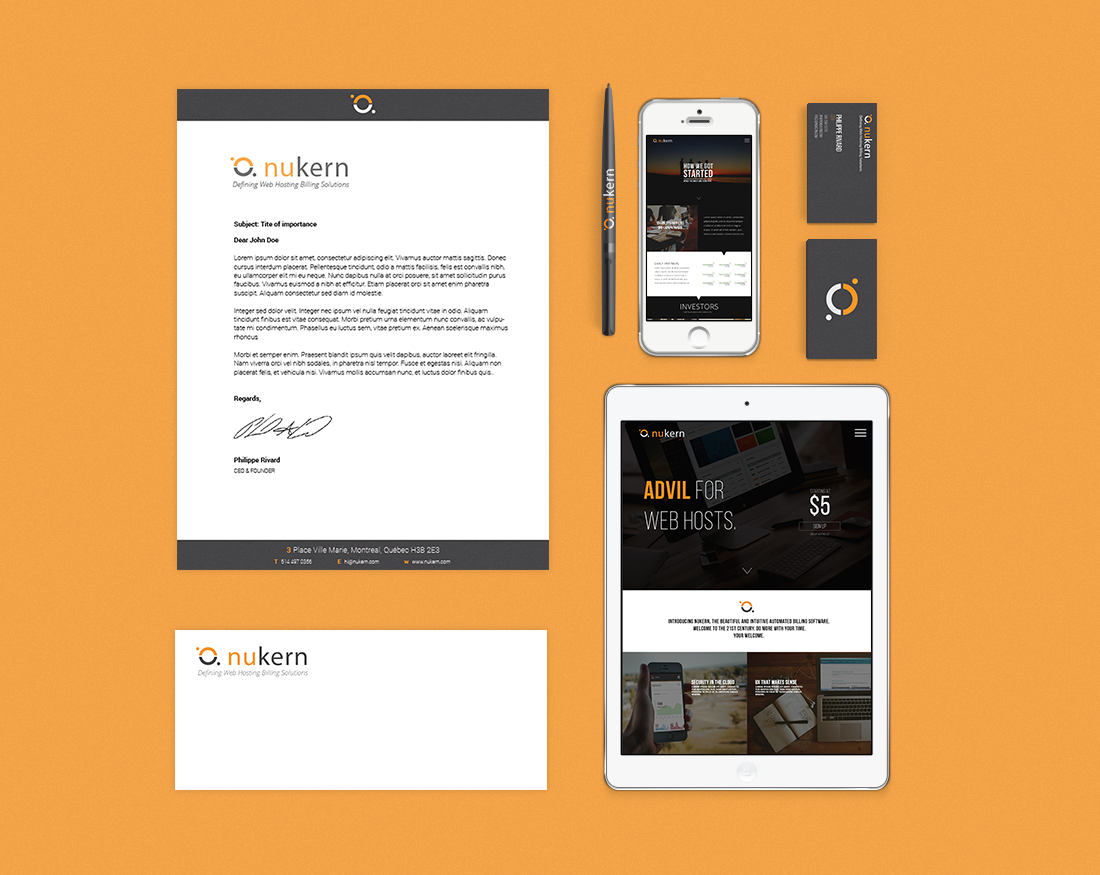 nukern
Defining Web Hosting Billing Solutions
Subject: Tite of importance
Dear John Doe
Lorem ipsum dolor sit amet, consectetur adipiscing elit. Vivamus auctor mattis sagittis. Donec
cursus interdum placerat. Pellentesque tincidunt, odio a mattis facilisis, felis est convallis nibh,
eu ullamcorper elit mi eu neque. Nunc dapibus nulla at orci posuere, sit amet sollicitudin purus
faucibus. Vivamus euismod a nibh at efficitur. Etiam placerat orci sit amet enim pharetra
suscipit. Aliquam consectetur sed diam id molestie.
Integer sed dolor velit. Integer nec ipsum vel nulla feugiat tincidunt vitae in odio. Aliquam
tincidunt finibus est vitae consequat. Morbi pretium urna elementum nunc convallis, ac vulpu-
tate mi condimentum. Phasellus eu luctus sem, vitae pretium ex. Aenean scelerisque maximus
rhoncus
Morbi et semper enim. Praesent blandit ipsum quis velit dapibus, auctor laoreet elit fringilla.
Nam viverra orci vel nibh sodales, in pharetra nisl tempor. Fusce et egestas nisi. Aliquam non
placerat felis, et vehicula nisi. Vivamus mollis accumsan nunc, et luctus dolor finibus quis..
Regards,
Philippe Rivard
CEO & FOUNDER
3 Place Ville Marie, Montreal, Québec H3B 2E3
T 514 497 0356 E hi@nukern.com w www.nukern.com
nukern
Defining Web Hosting Billing Solutions
nukern
nukern
HOW WE GOT
STARTED
EARLY PARTNERS
INVESTORS
nukern
Defining Web Hosting Billing Solutions
PHILIPPE RIVARD
nukern
ADVIL FOR
WEB HOSTS.
STARTING AT
$5
SIGN UP
INTRODUCING NUKERN, THE BEAUTIFUL AND INTUITIVE AUTOMATED BILLING SOFTWARE.
WELCOME TO THE 21ST CENTURY. DO MORE WITH YOUR TIME.
YOUR WELCOME.
SECURITY IN THE CLOUD
UX THAT MAKES SENSE